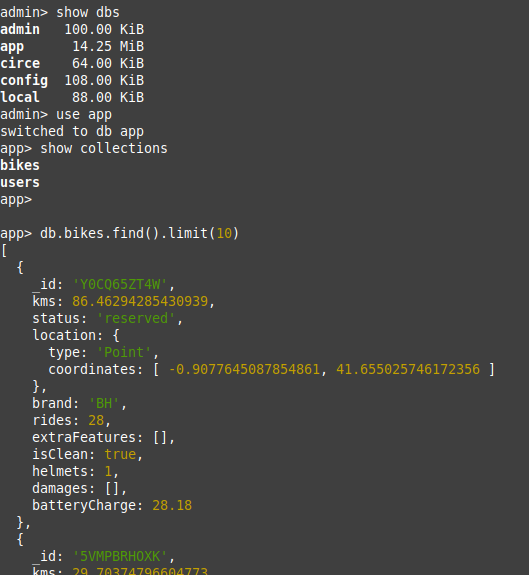 admin> show dbs
admin   100.00 KiB
app      14.25 MiB
circe    64.00 KiB
config  108.00 KiB
local    88.00 KiB
admin> use app
switched to db app
app> show collections
bikes
users
app>
app> db.bikes.find().limit(10)
[
  {
    _id: 'Y0CQ65ZT4W',
    kms: 86.46294285430939,
    status: 'reserved',
    location: {
      type: 'Point',
      coordinates: [ -0.9077645087854861, 41.655025746172356 ]
    },
    brand: 'BH',
    rides: 28,
    extraFeatures: [],
    isClean: true,
    helmets: 1,
    damages: [],
    batteryCharge: 28.18
  },
  {
    _id: '5VMPBRHOXK',
    kms: 29.70374796604773